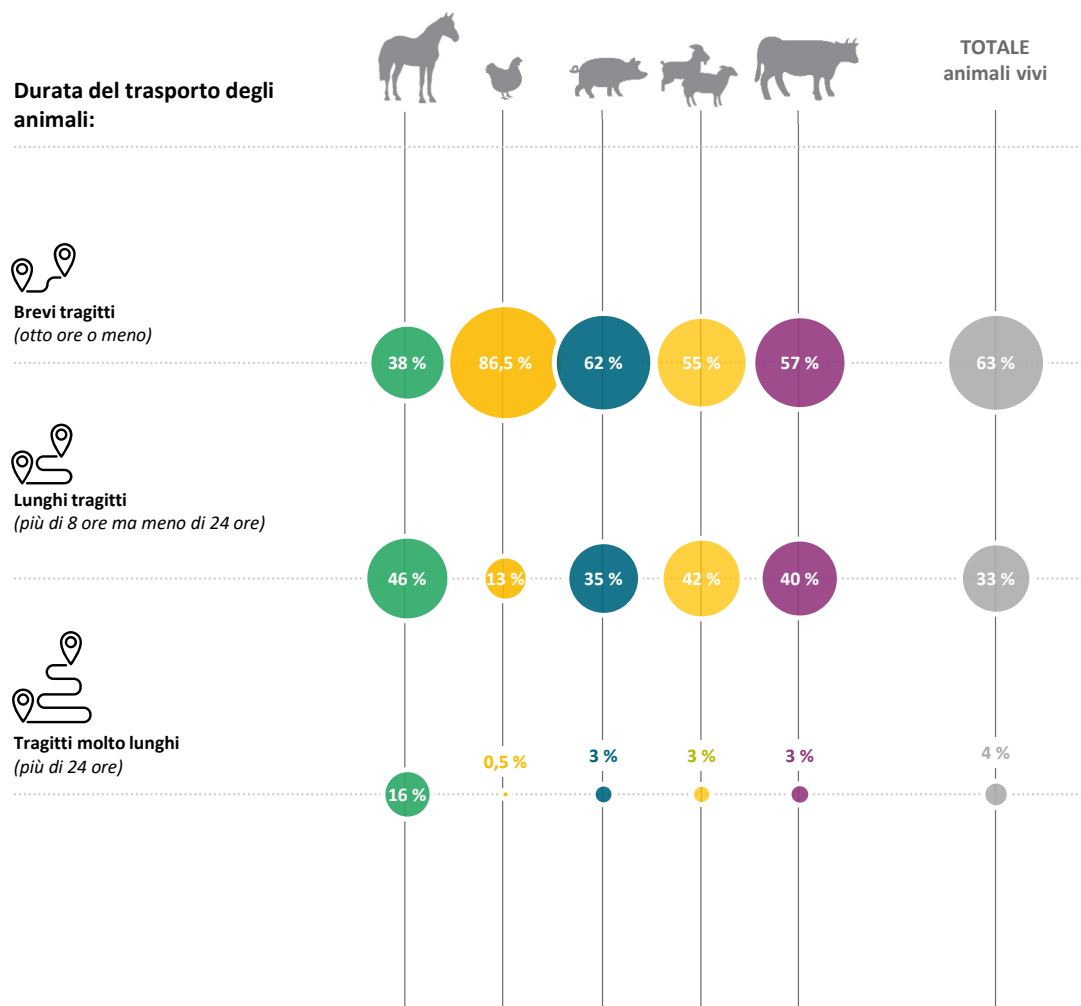 TOTALE
animali vivi
Durata del trasporto degli
animali:
Brevi tragitti
(otto ore o meno)
38 %
86,5 %
62 %
55 %
57 %
63 %
Lunghi tragitti
(più di 8 ore ma meno di 24 ore)
46 %
13 %
35 %
42 %
40 %
33 %
Tragitti molto lunghi
(più di 24 ore)
16 %
0,5 %
3 %
3 %
3 %
4 %